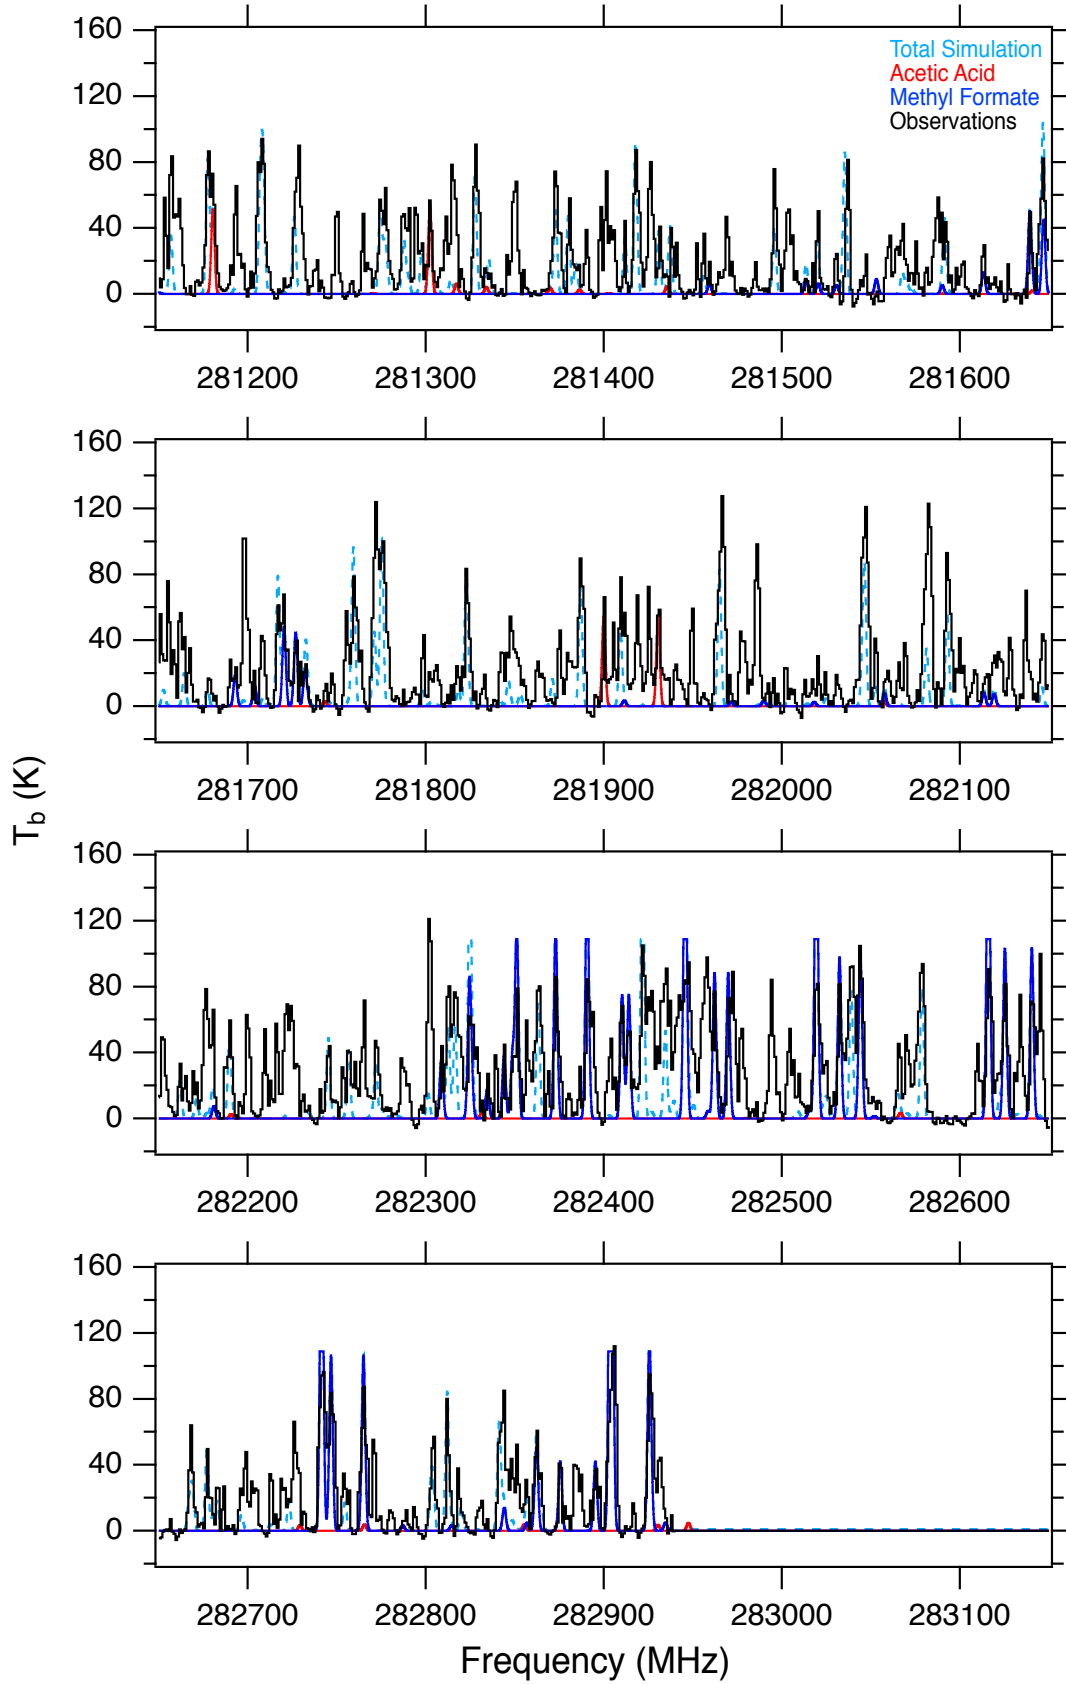 160
120
80
40
0
Total Simulation
Acetic Acid
Methyl Formate
Observations
281200 281300 281400 281500 281600
160
120
80
40
0
281700 281800 281900 282000 282100
T_b (K)
160
120
80
40
0
282200 282300 282400 282500 282600
160
120
80
40
0
282700 282800 282900 283000 283100
Frequency (MHz)